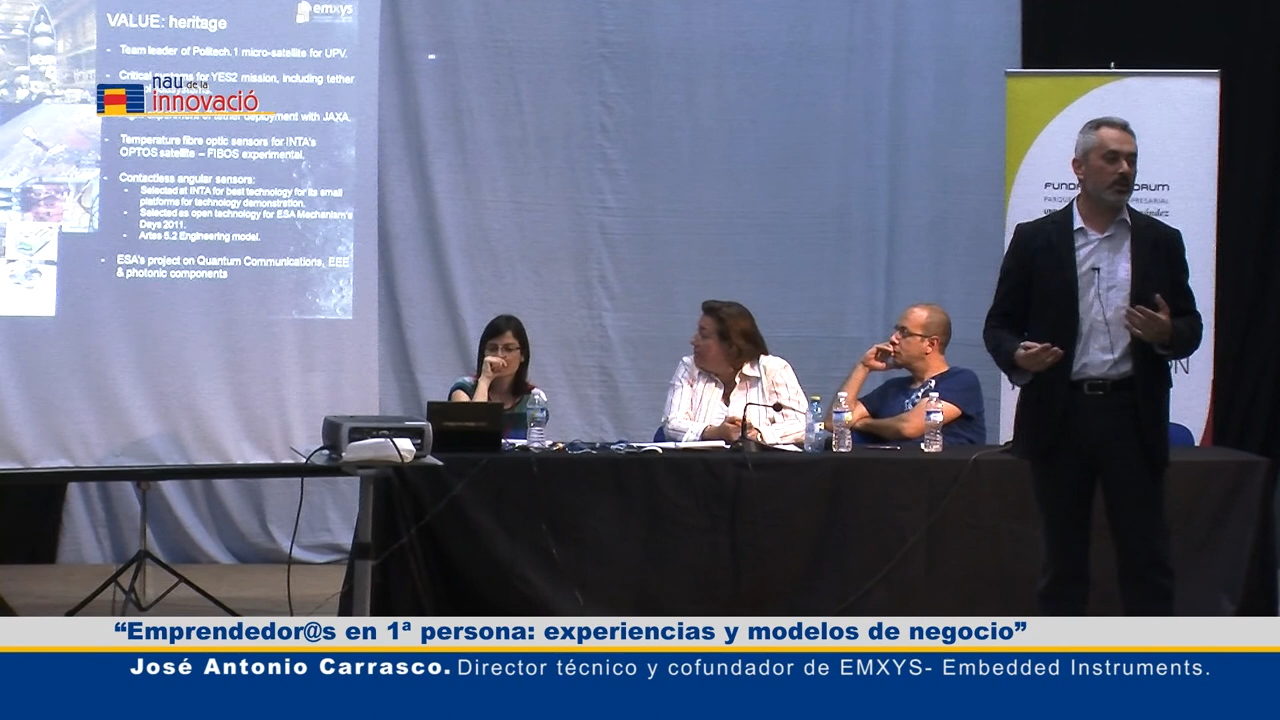 VALUE: heritage
emxys
- Team leader of Politech.1 micro-satellite for UPV.
- Critical for YES2 mission, including tether
nau de la
innovació
experiment of tether deployment with JAXA.
- Temperature fibre optic sensors for INTA's
OPTOS satellite – FIBOS experimental.
- Contactless angular sensors:
- Selected at INTA for best technology for its small
platforms for technology demonstration.
- Selected as open technology for ESA Mechanism's
Days 2011.
- Artes 5.2 Engineering model.
- ESA's project on Quantum Communications, EEE
& photonic components
“Emprendedor@s en 1ª persona: experiencias y modelos de negocio”
José Antonio Carrasco. Director técnico y cofundador de EMXYS- Embedded Instruments.